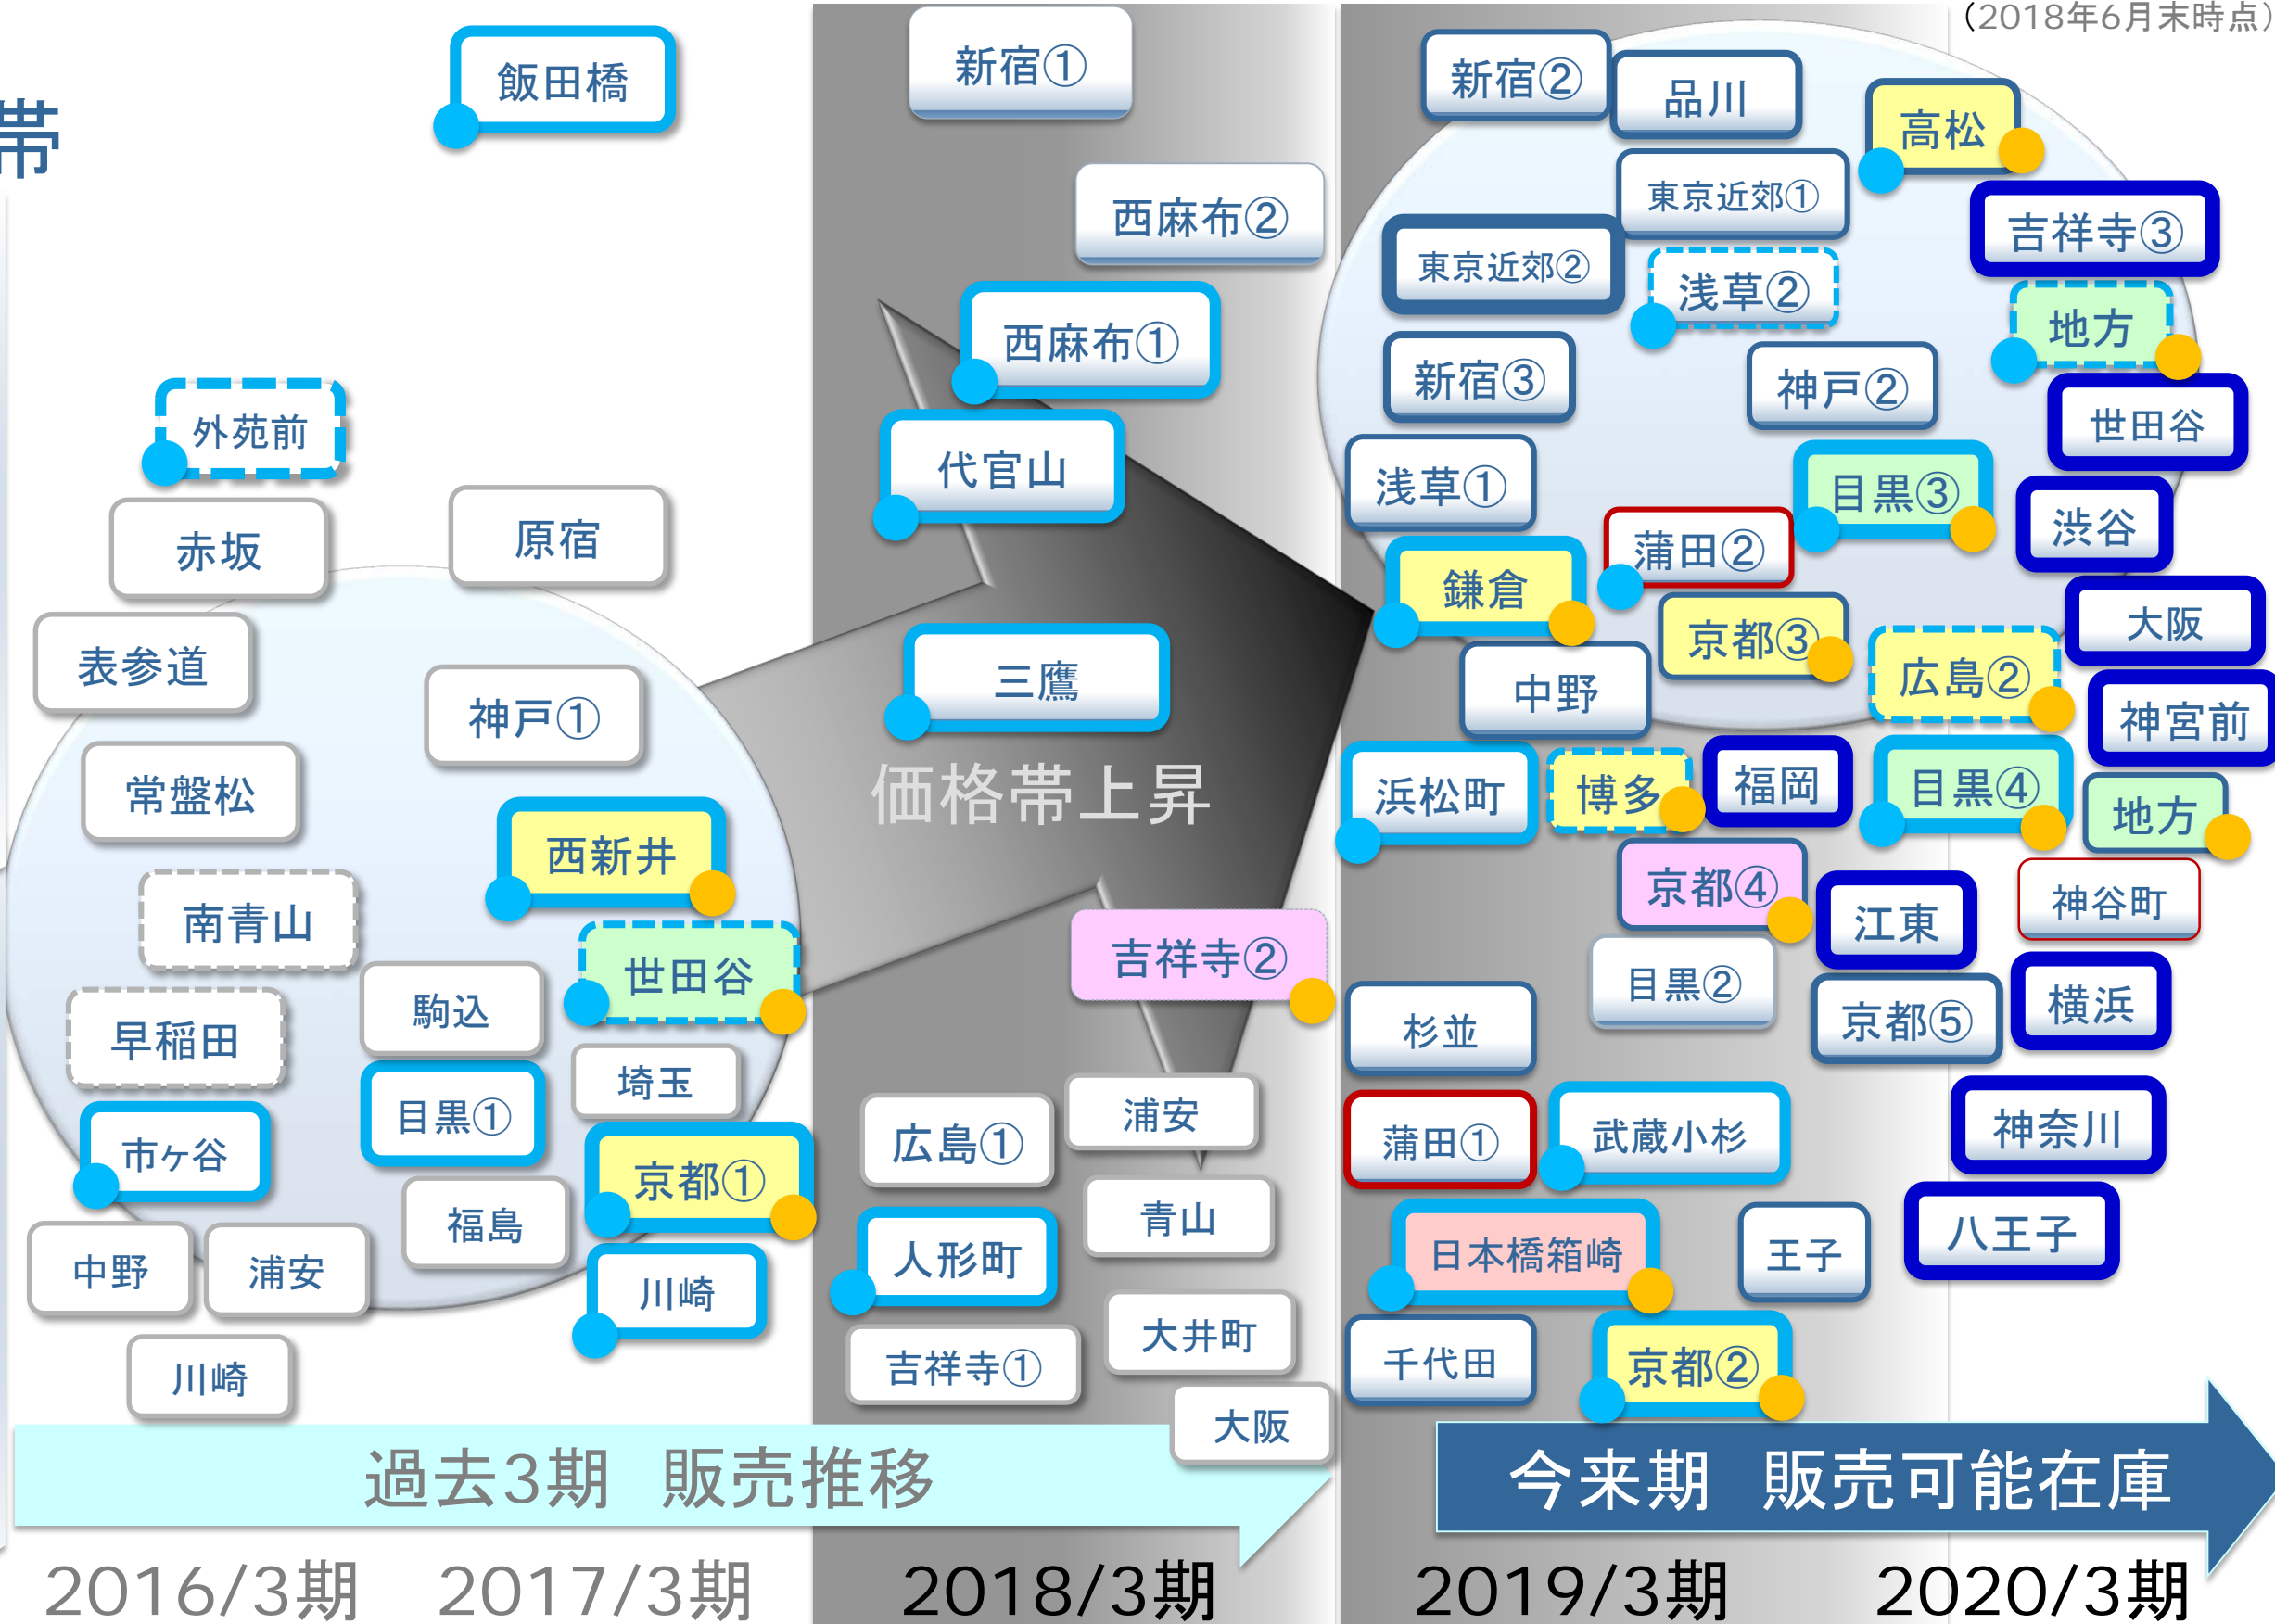 （2018年6月末時点）
帯
飯田橋
外苑前
赤坂
原宿
表参道
神戸①
常盤松
西新井
南青山
世田谷
駒込
早稲田
埼玉
目黒①
市ヶ谷
京都①
福島
中野
浦安
川崎
川崎
新宿①
西麻布②
西麻布①
代官山
三鷹
価格帯上昇
吉祥寺②
浦安
広島①
青山
人形町
大井町
吉祥寺①
大阪
新宿②
品川
高松
東京近郊①
吉祥寺③
東京近郊②
浅草②
地方
新宿③
神戸②
世田谷
浅草①
目黒③
渋谷
蒲田②
鎌倉
大阪
京都③
広島②
中野
神宮前
浜松町
博多
福岡
目黒④
地方
京都④
神谷町
江東
目黒②
横浜
杉並
京都⑤
蒲田①
武蔵小杉
神奈川
日本橋箱崎
王子
八王子
千代田
京都②
過去3期　販売推移
今来期　販売可能在庫
2016/3期
2017/3期
2018/3期
2019/3期
2020/3期